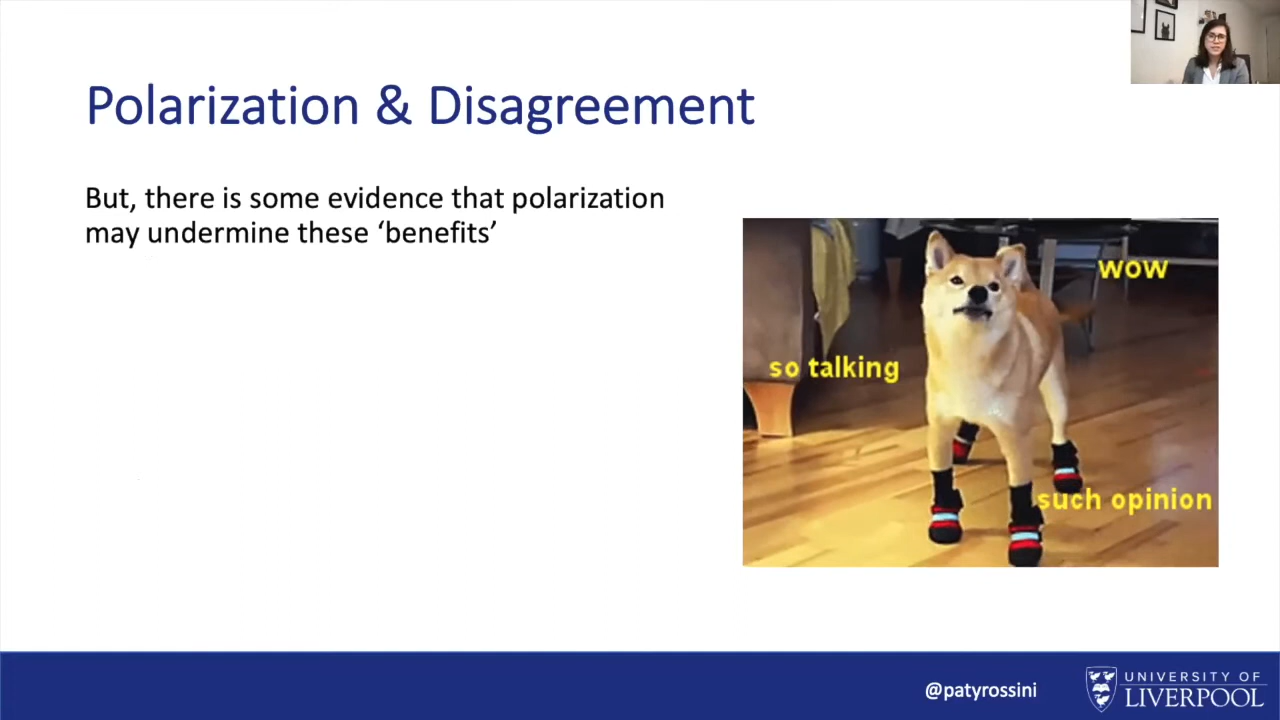 Polarization & Disagreement
But, there is some evidence that polarization
may undermine these ‘benefits’
wow
so talking
such opinion
@patyrossini
UNIVERSITY OF
LIVERPOOL